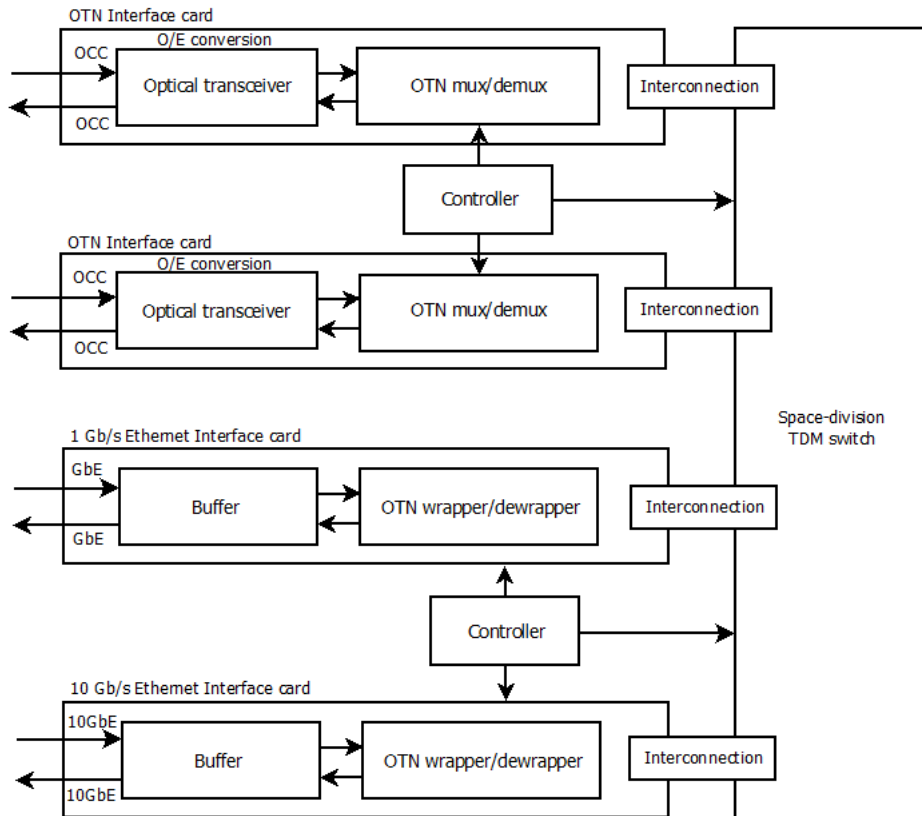 OTN Interface card
O/E conversion
OCC
Optical transceiver
OTN mux/demux
Interconnection
OCC
Controller
OTN Interface card
O/E conversion
OCC
Optical transceiver
OTN mux/demux
Interconnection
OCC
Space-division
TDM switch
1 Gb/s Ethernet Interface card
GbE
Buffer
OTN wrapper/dewrapper
Interconnection
GbE
Controller
10 Gb/s Ethernet Interface card
10GbE
Buffer
OTN wrapper/dewrapper
Interconnection
10GbE